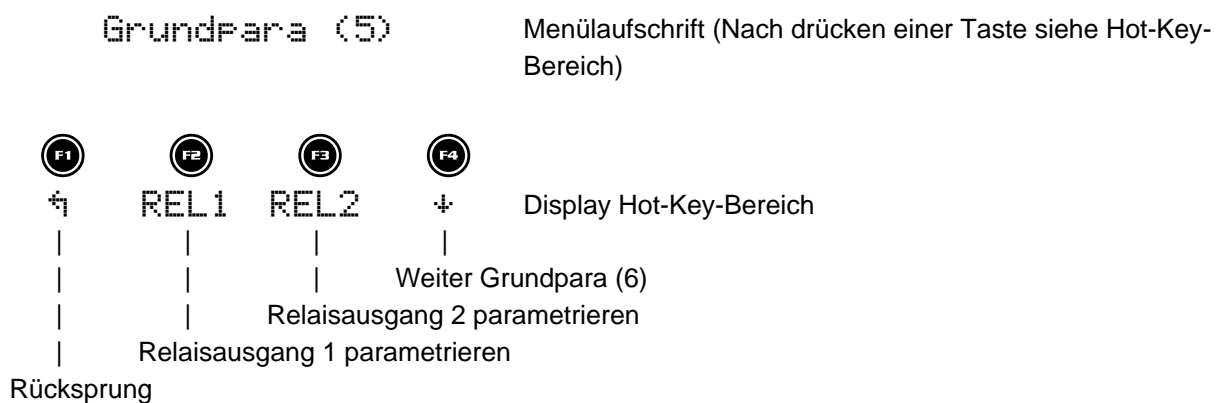 Grundpara (5) Menülaufschrift (Nach drücken einer Taste siehe Hot-Key-
Bereich)
F1 F2 F3 F4
↰ REL1 REL2 ↓ Display Hot-Key-Bereich
| | | |
| | | Weiter Grundpara (6)
| | Relaisausgang 2 parametrieren
| Relaisausgang 1 parametrieren
Rücksprung